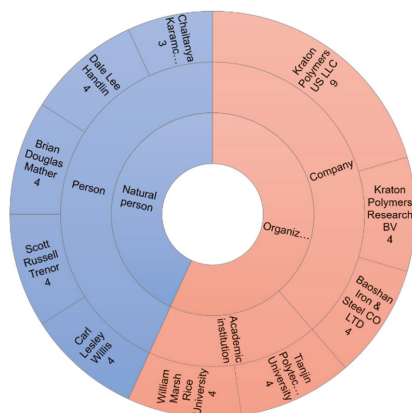 Kraton
Polymers
US LLC
9
Kraton
Polymers
Research
BV
4
Baoshan
Iron &
Steel CO
LTD
4
Tianjin
Polytec...
University
4
William
Marsh
Rice
University
4
Carl
Lesley
Willis
4
Scott
Russell
Trenor
4
Brian
Douglas
Mather
4
Dale Lee
Handlin
4
Chaitanya
Karamc...
3
Company
Academic
institution
Person
Organiz...
Natural
person